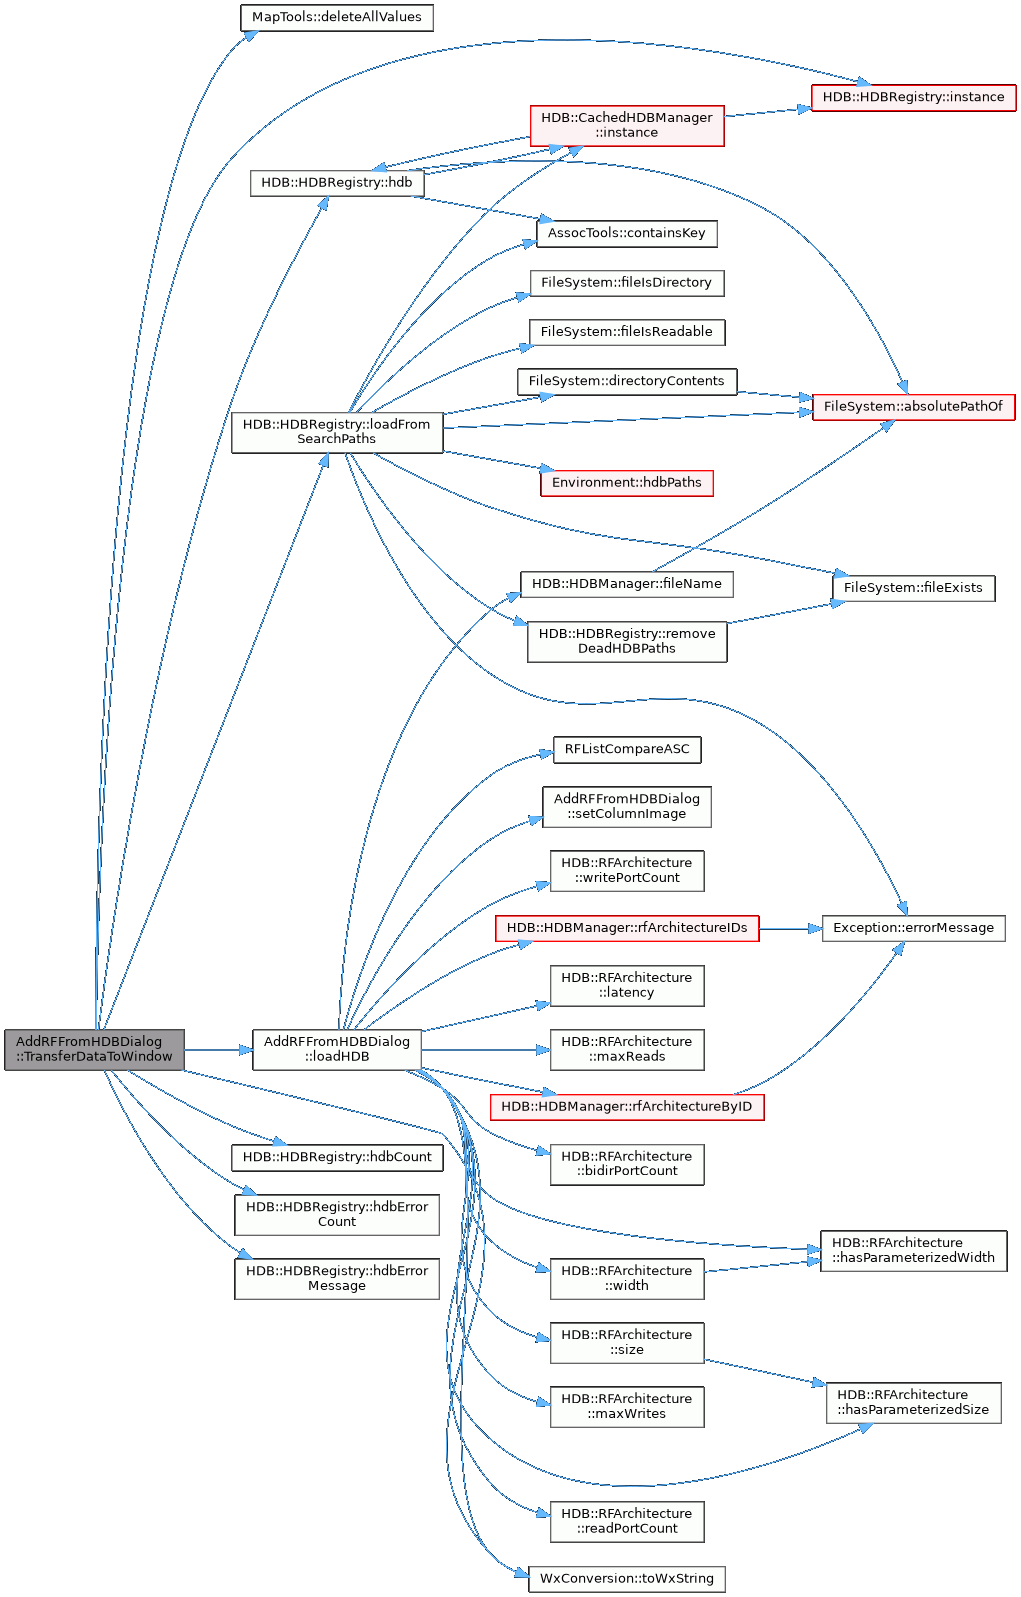 MapTools::deleteAllValues
HDB::HDBRegistry::instance
HDB::CachedHDBManager
::instance
HDB::HDBRegistry::hdb
AssocTools::containsKey
FileSystem::fileIsDirectory
FileSystem::fileIsReadable
FileSystem::directoryContents
FileSystem::absolutePathOf
HDB::HDBRegistry::loadFrom
SearchPaths
Environment::hdbPaths
HDB::HDBManager::fileName
FileSystem::fileExists
HDB::HDBRegistry::remove
DeadHDBPaths
RFListCompareASC
AddRFFromHDBDialog
::setColumnImage
HDB::RFArchitecture
::writePortCount
HDB::HDBManager::rfArchitectureIDs
Exception::errorMessage
HDB::RFArchitecture
::latency
AddRFFromHDBDialog
::TransferDataToWindow
AddRFFromHDBDialog
::loadHDB
HDB::RFArchitecture
::maxReads
HDB::HDBManager::rfArchitectureByID
HDB::HDBRegistry::hdbCount
HDB::RFArchitecture
::bidirPortCount
HDB::HDBRegistry::hdbError
Count
HDB::RFArchitecture
::hasParameterizedWidth
HDB::HDBRegistry::hdbError
Message
HDB::RFArchitecture
::width
HDB::RFArchitecture
::size
HDB::RFArchitecture
::hasParameterizedSize
HDB::RFArchitecture
::maxWrites
HDB::RFArchitecture
::readPortCount
WxConversion::toWxString